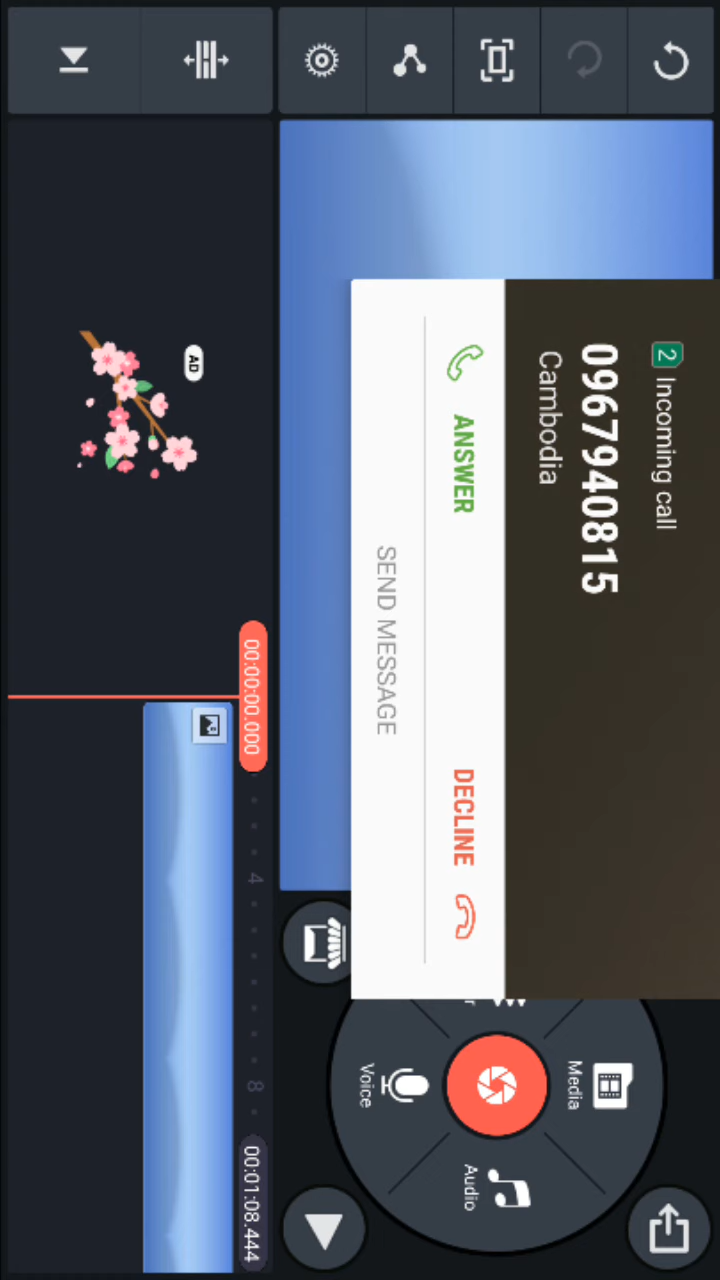 2 Incoming call
0967940815
Cambodia
ANSWER
DECLINE
SEND MESSAGE
Media
Voice
Audio
AD
00:00:00.000
4
8
00:01:08.444